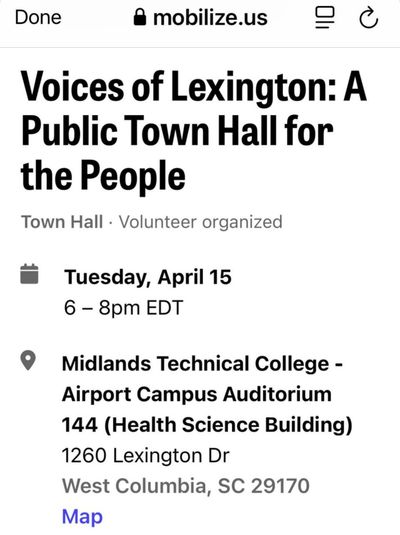 Done mobilize.us
Voices of Lexington: A
Public Town Hall for
the People
Town Hall · Volunteer organized
Tuesday, April 15
6 – 8pm EDT
Midlands Technical College -
Airport Campus Auditorium
144 (Health Science Building)
1260 Lexington Dr
West Columbia, SC 29170
Map